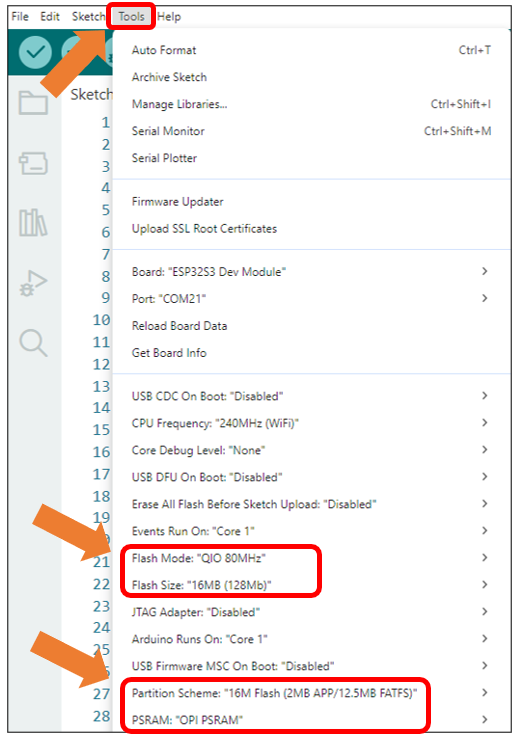 File Edit Sketch Tools Help
Auto Format Ctrl+T
Archive Sketch
Sketch
Manage Libraries... Ctrl+Shift+I
1
Serial Monitor Ctrl+Shift+M
2
Serial Plotter
3
4
Firmware Updater
5
Upload SSL Root Certificates
6
7
Board: "ESP32S3 Dev Module"
8
Port: "COM21"
9
Reload Board Data
10
Get Board Info
11
12
13
USB CDC On Boot: "Disabled"
14
CPU Frequency: "240MHz (WiFi)"
15
Core Debug Level: "None"
16
USB DFU On Boot: "Disabled"
17
Erase All Flash Before Sketch Upload: "Disabled"
18
Events Run On: "Core 1"
19
Flash Mode: "QIO 80MHz"
21
Flash Size: "16MB (128Mb)"
22
JTAG Adapter: "Disabled"
23
Arduino Runs On: "Core 1"
24
25
USB Firmware MSC On Boot: "Disabled"
Partition Scheme: "16M Flash (2MB APP/12.5MB FATFS)"
27
PSRAM: "OPI PSRAM"
28